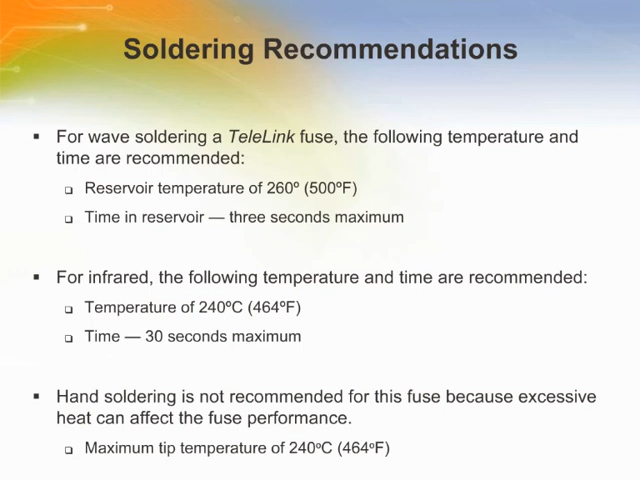 Soldering Recommendations
▪ For wave soldering a TeleLink fuse, the following temperature and
time are recommended:
❑ Reservoir temperature of 260º (500ºF)
❑ Time in reservoir — three seconds maximum
▪ For infrared, the following temperature and time are recommended:
❑ Temperature of 240ºC (464ºF)
❑ Time — 30 seconds maximum
▪ Hand soldering is not recommended for this fuse because excessive
heat can affect the fuse performance.
❑ Maximum tip temperature of 240ºC (464ºF)